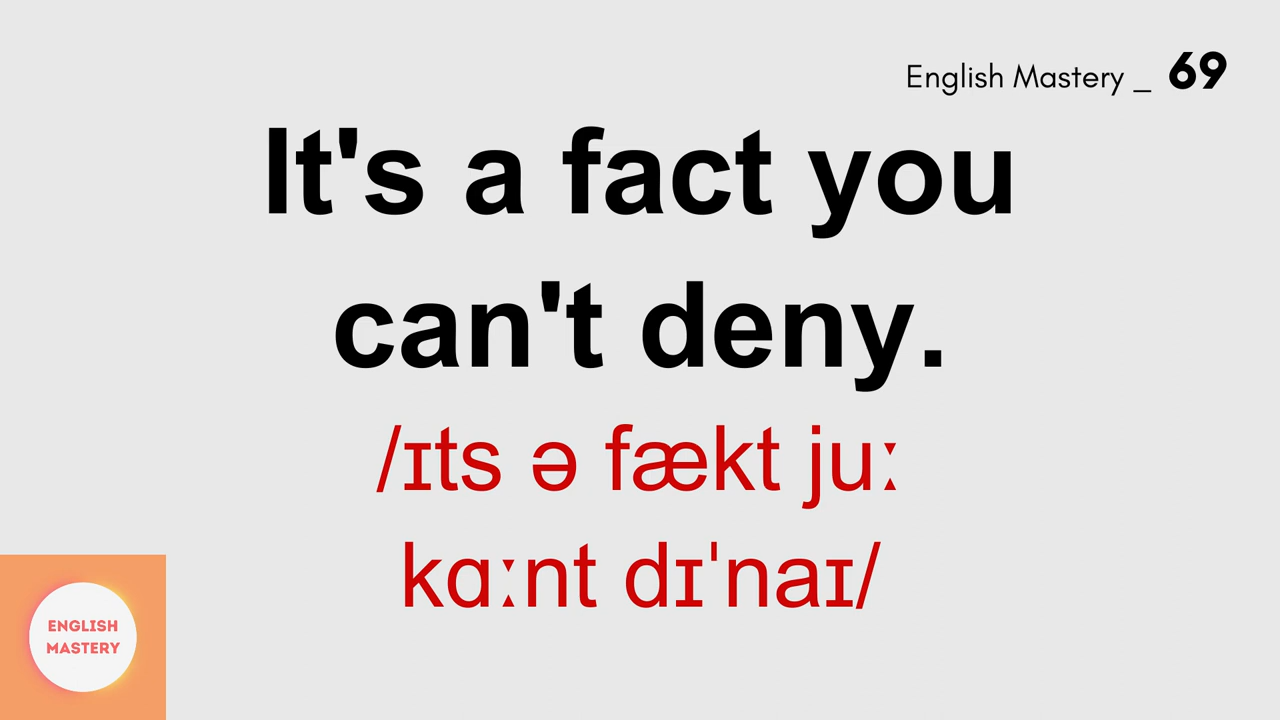 English Mastery _ 69
It's a fact you
can't deny.
/ɪts ə fækt juː
kɑːnt dɪˈnaɪ/
ENGLISH
MASTERY